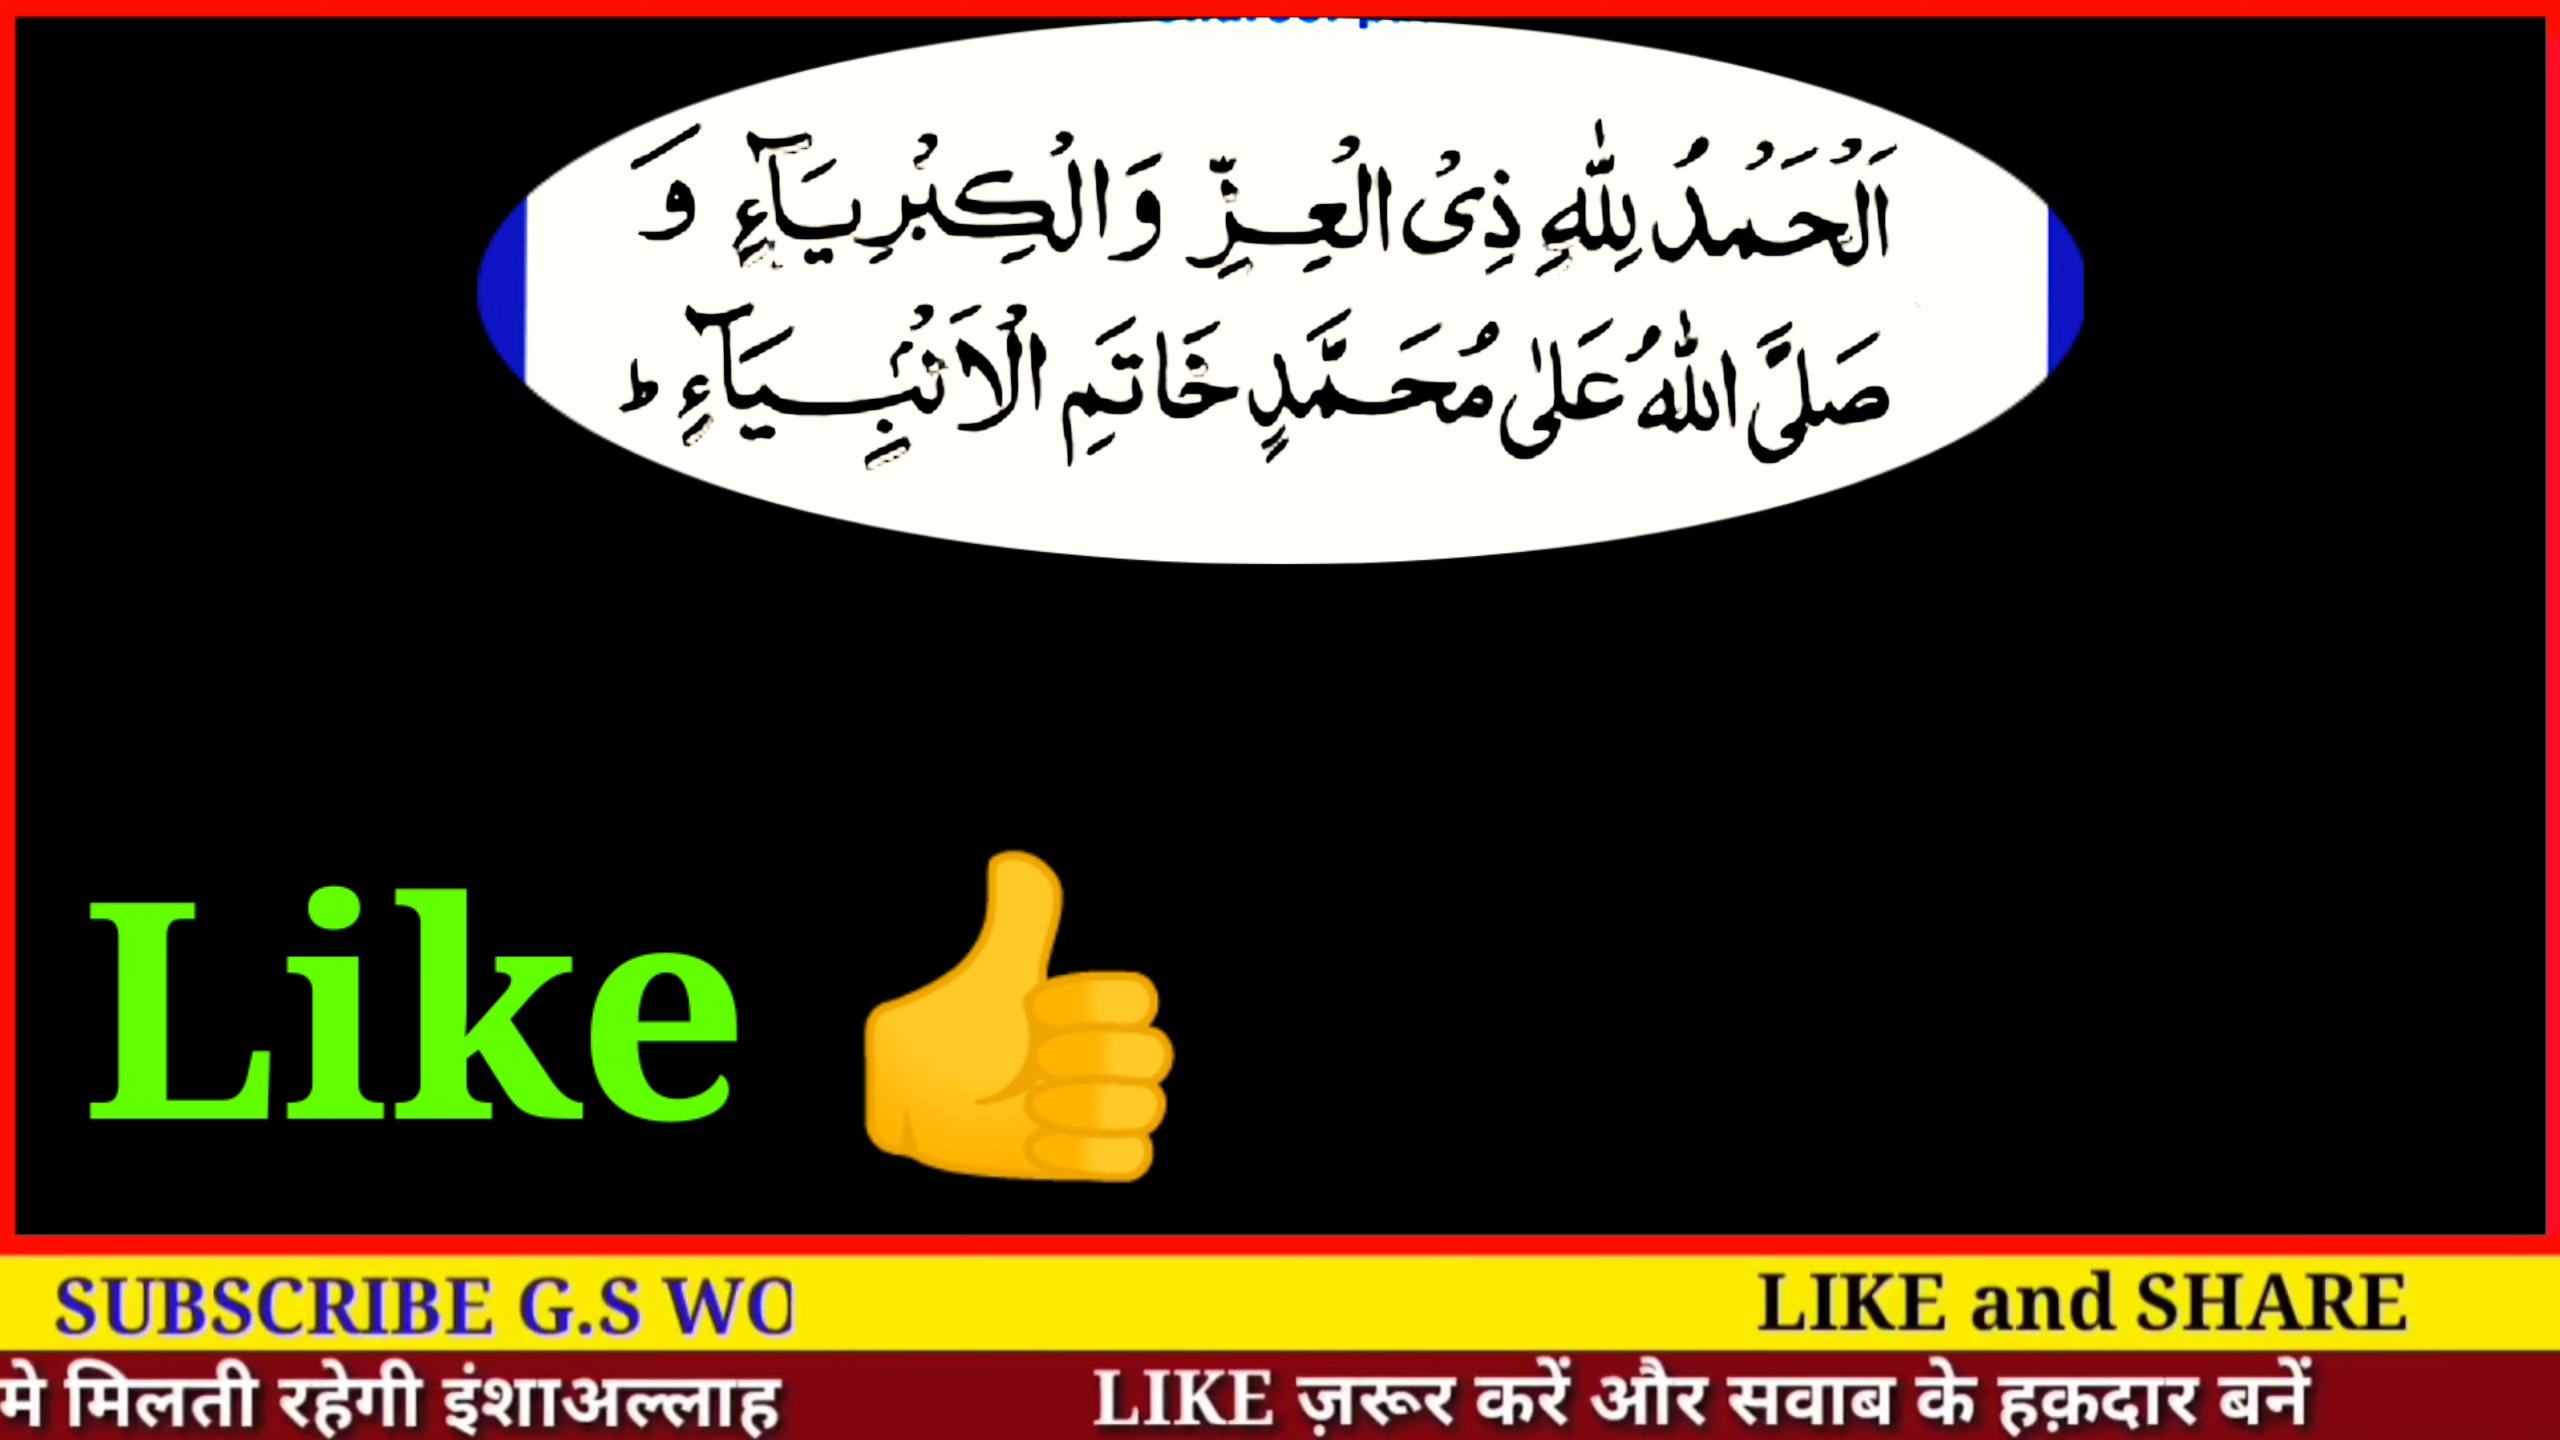 اَلْحَمْدُ لِلّٰهِ ذِی الْعِزِّ وَالْكِبْرِيَآءِ وَ
صَلَّی اللّٰهُ عَلٰی مُحَمَّدٍ خَاتَمِ الْاَنْۢبِيَآءِ ط
Like 👍
SUBSCRIBE G.S WO LIKE and SHARE
मे मिलती रहेगी इंशाअल्लाह LIKE ज़रूर करें और सवाब के हक़दार बनें